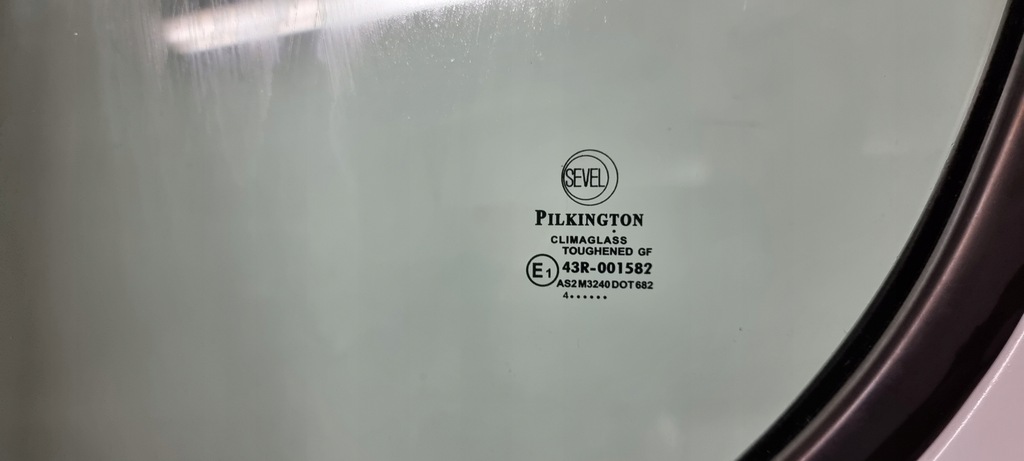 SEVEL
PILKINGTON
CLIMAGLASS
TOUGHENED GF
E1 43R-001582
AS2 M3240 DOT 682
4••••••